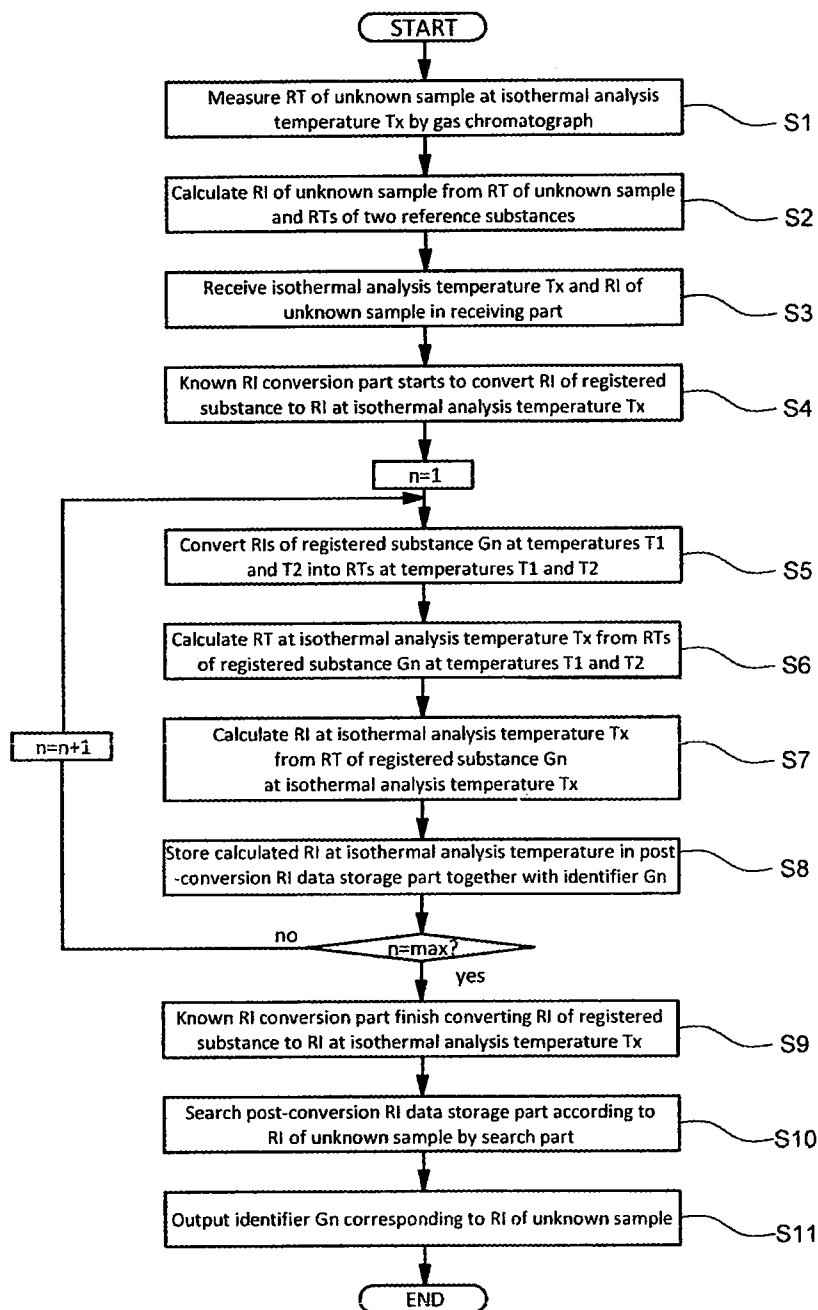 START
Measure RT of unknown sample at isothermal analysis
temperature Tx by gas chromatograph
S1
Calculate RI of unknown sample from RT of unknown sample
and RTs of two reference substances
S2
Receive isothermal analysis temperature Tx and RI of
unknown sample in receiving part
S3
Known RI conversion part starts to convert RI of registered
substance to RI at isothermal analysis temperature Tx
S4
n=1
Convert RIs of registered substance Gn at temperatures T1
and T2 into RTs at temperatures T1 and T2
S5
Calculate RT at isothermal analysis temperature Tx from RTs
of registered substance Gn at temperatures T1 and T2
S6
n=n+1
Calculate RI at isothermal analysis temperature Tx
from RT of registered substance Gn
at isothermal analysis temperature Tx
S7
Store calculated RI at isothermal analysis temperature in post
-conversion RI data storage part together with identifier Gn
S8
no
n=max?
yes
Known RI conversion part finish converting RI of registered
substance to RI at isothermal analysis temperature Tx
S9
Search post-conversion RI data storage part according to
RI of unknown sample by search part
S10
Output identifier Gn corresponding to RI of unknown sample
S11
END